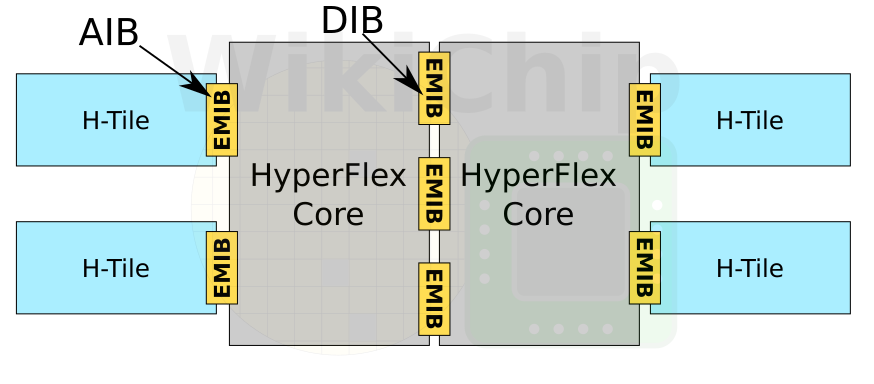 WikiChip
AIB
DIB
H-Tile
EMIB
EMIB
EMIB
H-Tile
HyperFlex
Core
EMIB
HyperFlex
Core
H-Tile
EMIB
EMIB
EMIB
H-Tile